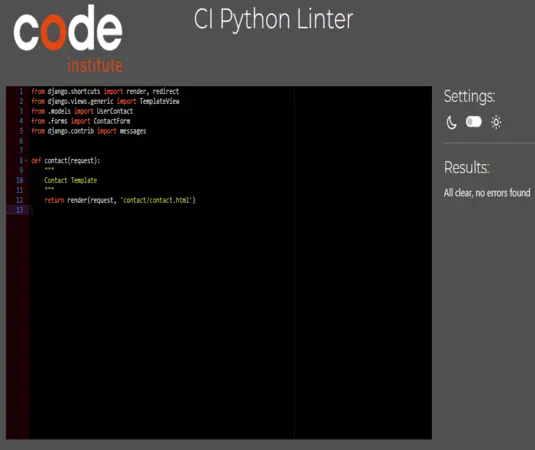 code
institute
CI Python Linter
1 from django.shortcuts import render, redirect
2 from django.views.generic import TemplateView
3 from .models import UserContact
4 from .forms import ContactForm
5 from django.contrib import messages
6
7
8 def contact(request):
9 """
10 Contact Template
11 """
12 return render(request, 'contact/contact.html')
13
Settings:
Results:
All clear, no errors found